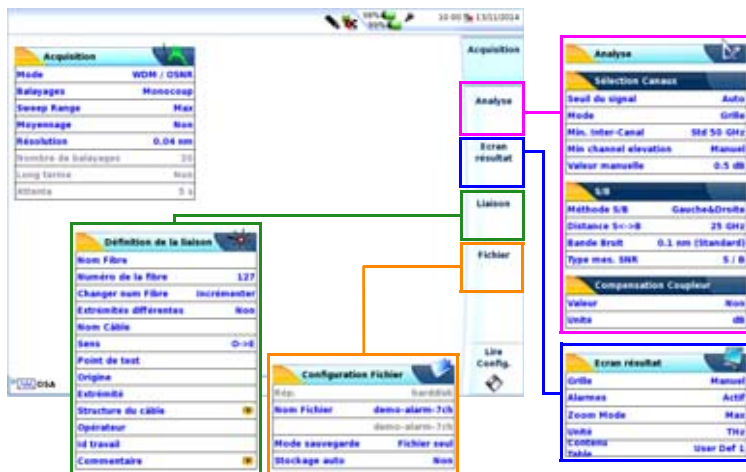 98%
99%
10:00
13/11/2014
Acquisition
Mode WDM / OSNR
Balayages Monocoup
Sweep Range Max
Moyennage Non
Résolution 0.04 nm
Nombre de balayages 20
Long terme Non
Attente 5 s
Acquisition
Analyse
Ecran
résultat
Liaison
Fichier
Lire
Config.
OSA
Analyse
Sélection Canaux
Seuil du signal Auto
Mode Grille
Min. Inter-Canal Std 50 GHz
Min channel elevation Manuel
Valeur manuelle 0.5 dB
S/B
Méthode S/B Gauche&Droite
Distance S<->B 25 GHz
Bande Bruit 0.1 nm (Standard)
Type mes. SNR S / B
Compensation Coupleur
Valeur Non
Unité dB
Définition de la liaison
Nom Fibre
Numéro de la fibre 127
Changer num Fibre Incrémenter
Extrémités différentes Non
Nom Câble
Sens O->E
Point de test
Origine
Extrémité
Structure du câble
Opérateur
Id travail
Commentaire
Configuration Fichier
Rép. harddisk
Nom Fichier demo-alarm-7ch
demo-alarm-7ch
Mode sauvegarde Fichier seul
Stockage auto Non
Ecran résultat
Grille Manuel
Alarmes Actif
Zoom Mode Max
Unité THz
Contenu
Table User Def 1